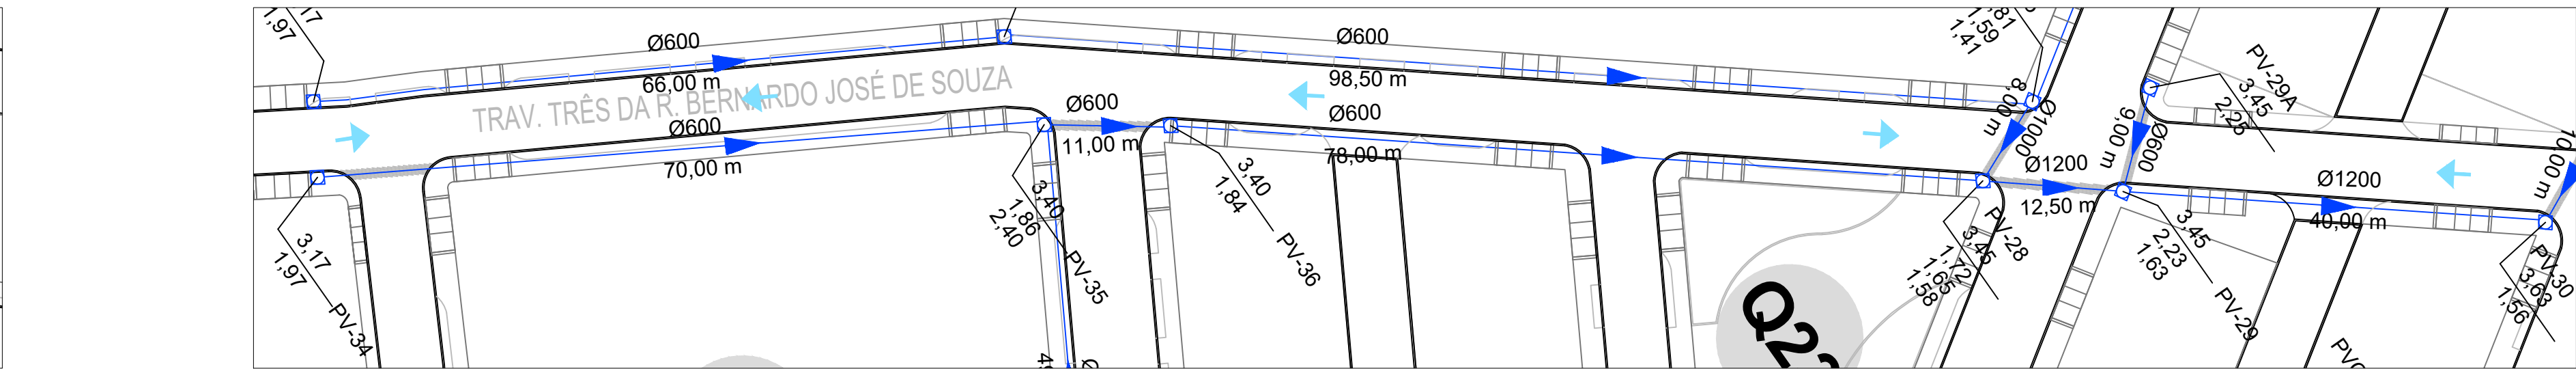 1,97
Ø600
66,00 m
TRAV. TRÊS DA R. BERNARDO JOSÉ DE SOUZA
Ø600
70,00 m
3,17
1,97
PV-34
Ø600
11,00 m
3,40
1,86
2,40
PV-35
Ø600
98,50 m
Ø600
78,00 m
3,40
1,84
PV-36
1,59
1,41
8,00 m
Ø1000
Ø1200
12,50 m
PV-28
3,45
1,72
1,65
1,58
9,00 m
Ø600
PV-29A
3,45
2,25
3,45
2,23
1,63
PV-29
Ø1200
40,00 m
PV-30
3,63
1,56